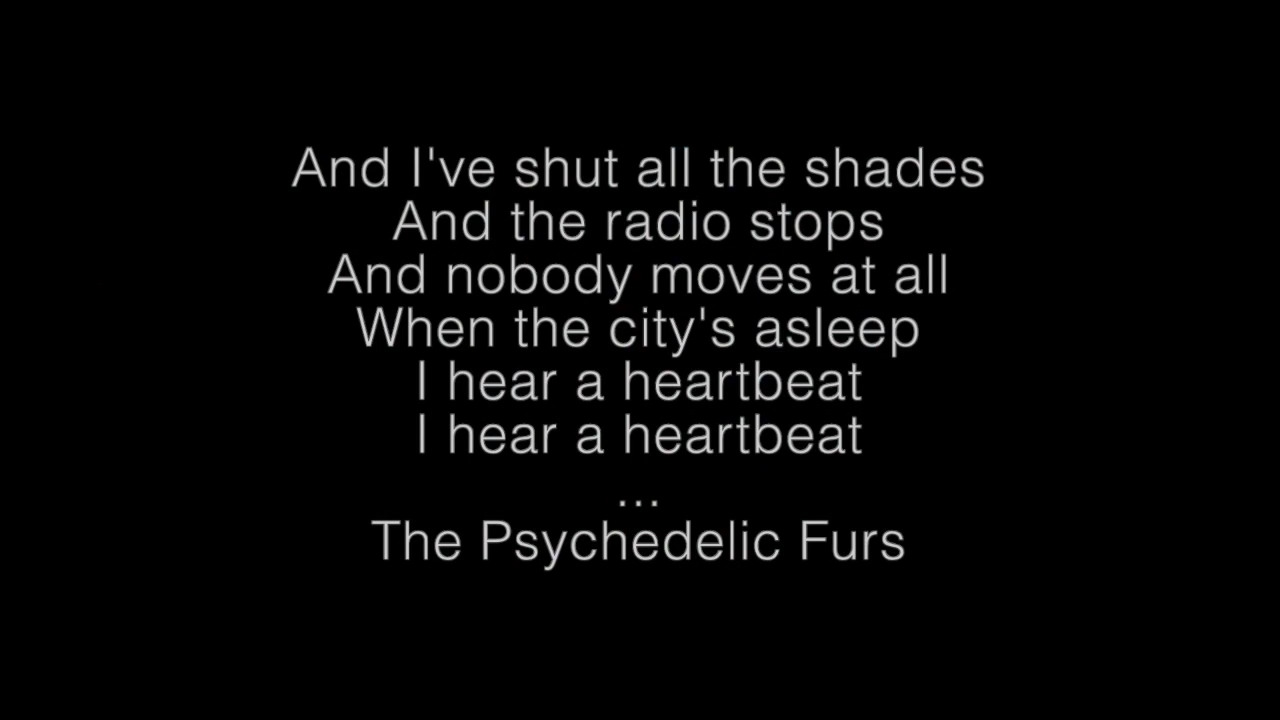 And I've shut all the shades
And the radio stops
And nobody moves at all
When the city's asleep
I hear a heartbeat
I hear a heartbeat
...
The Psychedelic Furs